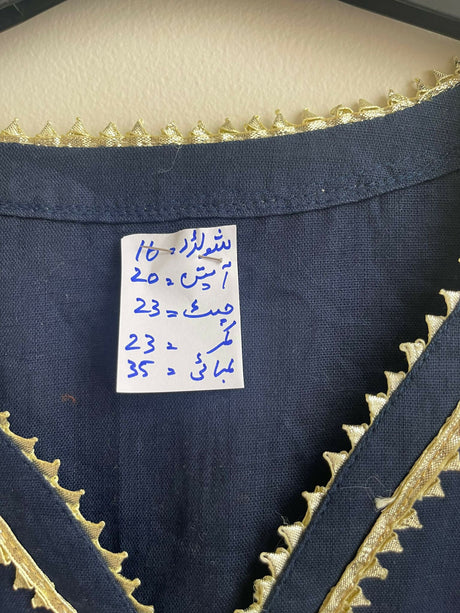 شولڈر = 16
آستین = 20
چیسٹ = 23
کمر = 23
لمبائی = 35